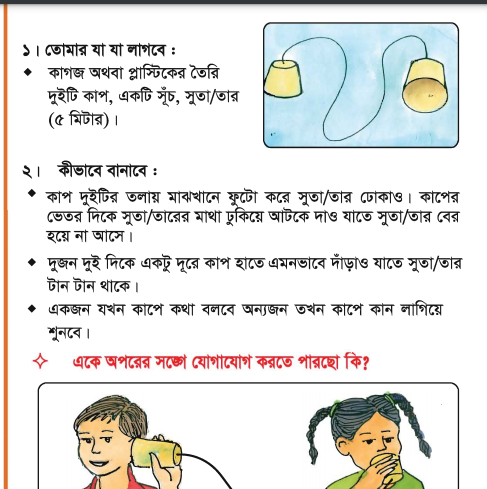 ১। তোমার যা যা লাগবে :
◆ কাগজ অথবা প্লাস্টিকের তৈরি
দুইটি কাপ, একটি সূঁচ, সুতা/তার
(৫ মিটার)।
২। কীভাবে বানাবে :
◆ কাপ দুইটির তলায় মাঝখানে ফুটো করে সুতা/তার ঢোকাও। কাপের
ভেতর দিকে সুতা/তারের মাথা ঢুকিয়ে আটকে দাও যাতে সুতা/তার বের
হয়ে না আসে।
◆ দুজন দুই দিকে একটু দূরে কাপ হাতে এমনভাবে দাঁড়াও যাতে সুতা/তার
টান টান থাকে।
◆ একজন যখন কাপে কথা বলবে অন্যজন তখন কাপে কান লাগিয়ে
শুনবে।
✧ একে অপরের সঙ্গে যোগাযোগ করতে পারছো কি?